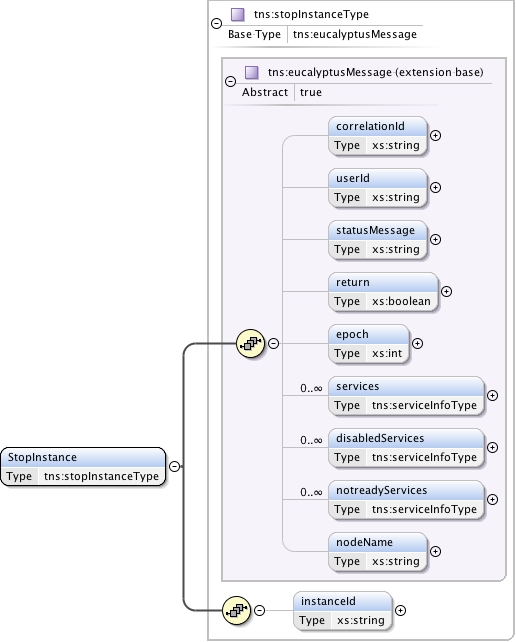 tns:stopInstanceType
Base Type tns:eucalyptusMessage
tns:eucalyptusMessage (extension base)
Abstract true
correlationId
Type xs:string
userId
Type xs:string
statusMessage
Type xs:string
return
Type xs:boolean
epoch
Type xs:int
0..∞ services
Type tns:serviceInfoType
0..∞ disabledServices
Type tns:serviceInfoType
0..∞ notreadyServices
Type tns:serviceInfoType
nodeName
Type xs:string
StopInstance
Type tns:stopInstanceType
instanceId
Type xs:string